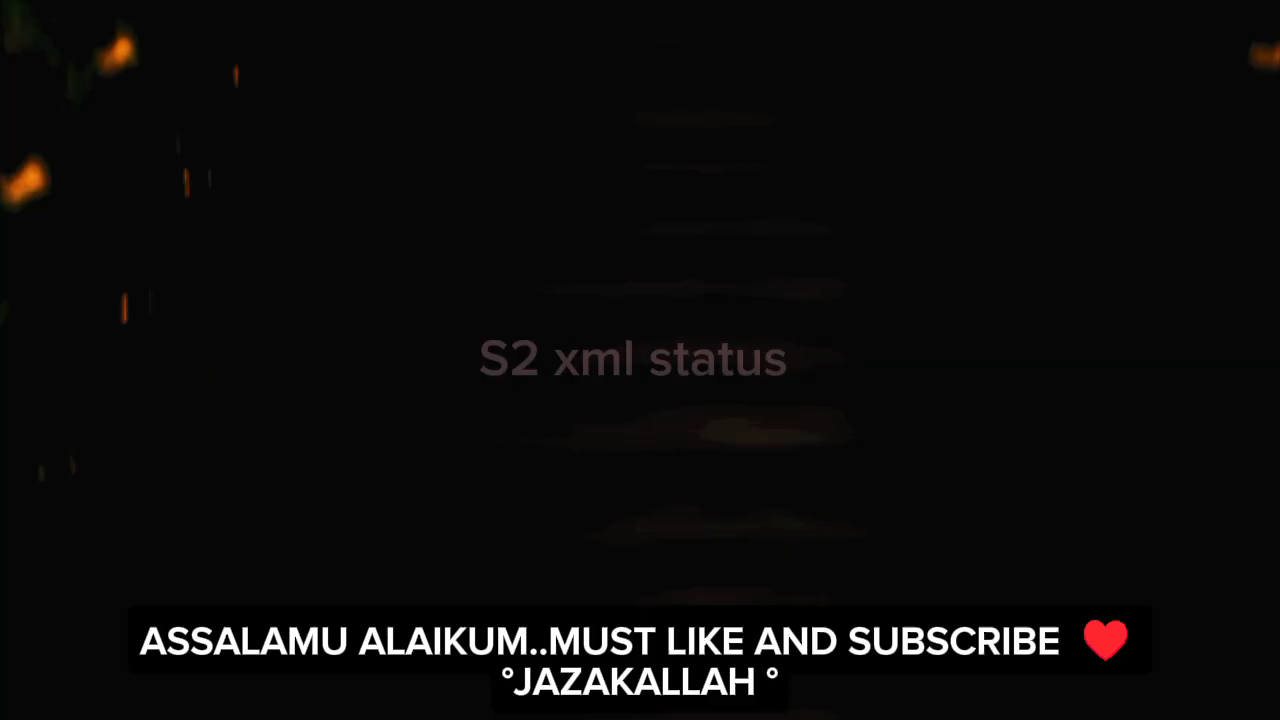 S2 xml status
ASSALAMU ALAIKUM..MUST LIKE AND SUBSCRIBE ♥️
°JAZAKALLAH °